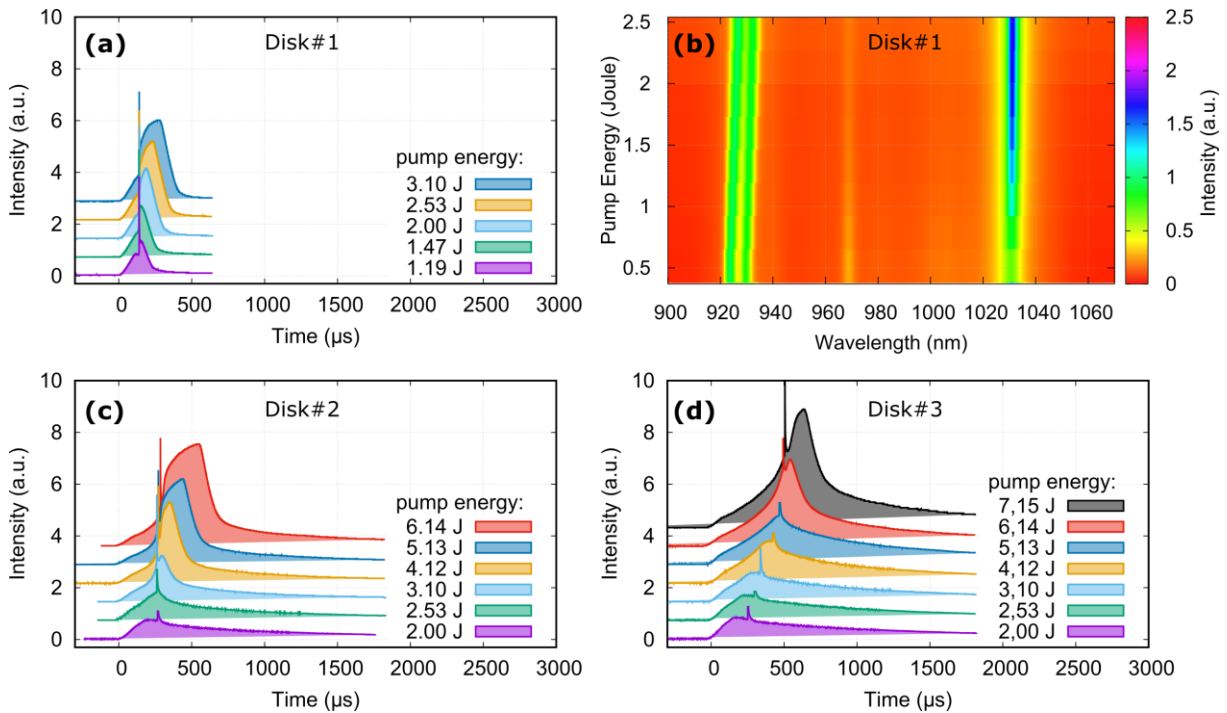 (a)
Disk#1
Intensity (a.u.)
10
8
6
4
2
0
pump energy:
3.10 J
2.53 J
2.00 J
1.47 J
1.19 J
0 500 1000 1500 2000 2500 3000
Time (µs)
(b)
Disk#1
Pump Energy (Joule)
2.5
2
1.5
1
0.5
900 920 940 960 980 1000 1020 1040 1060
Wavelength (nm)
2.5
2
1.5
1
0.5
0
Intensity (a.u.)
(c)
Disk#2
Intensity (a.u.)
10
8
6
4
2
0
pump energy:
6.14 J
5.13 J
4.12 J
3.10 J
2.53 J
2.00 J
0 500 1000 1500 2000 2500 3000
Time (µs)
(d)
Disk#3
Intensity (a.u.)
10
8
6
4
2
0
pump energy:
7,15 J
6,14 J
5,13 J
4,12 J
3,10 J
2,53 J
2,00 J
0 500 1000 1500 2000 2500 3000
Time (µs)